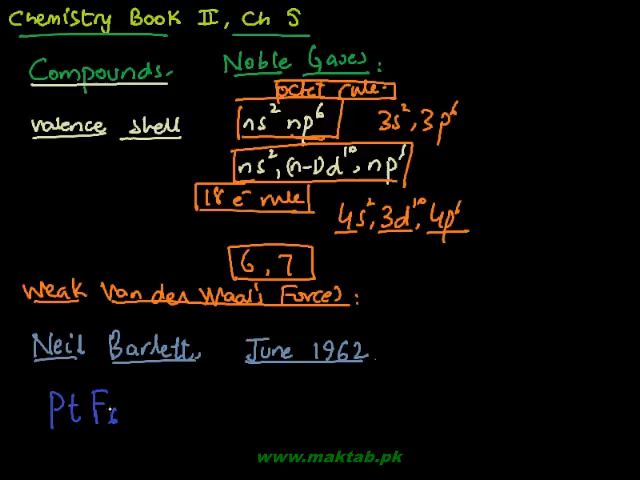 Chemistry Book II, Ch 5
Compounds.
Noble Gases:
octet rule.
valence shell
ns² np⁶
3s², 3p⁶
ns², (n-1)d¹⁰, np⁶
18 e⁻ rule
4s², 3d¹⁰, 4p⁶
6, 7
Weak Van der Waal's Forces:
Neil Barlett, June 1962.
PtF₆
www.maktab.pk